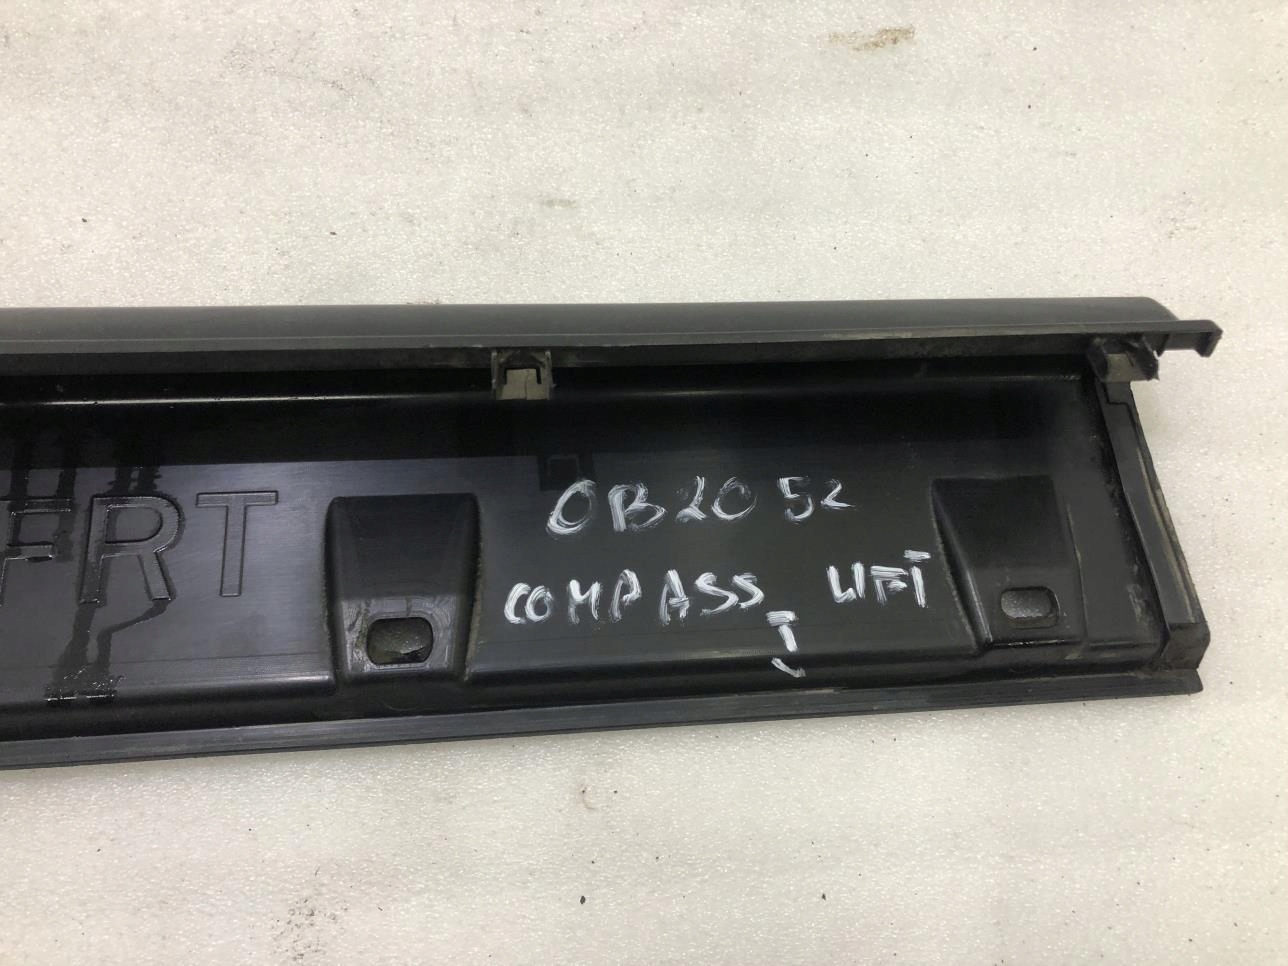 FRT
OB20 52
COMPASS LIFT